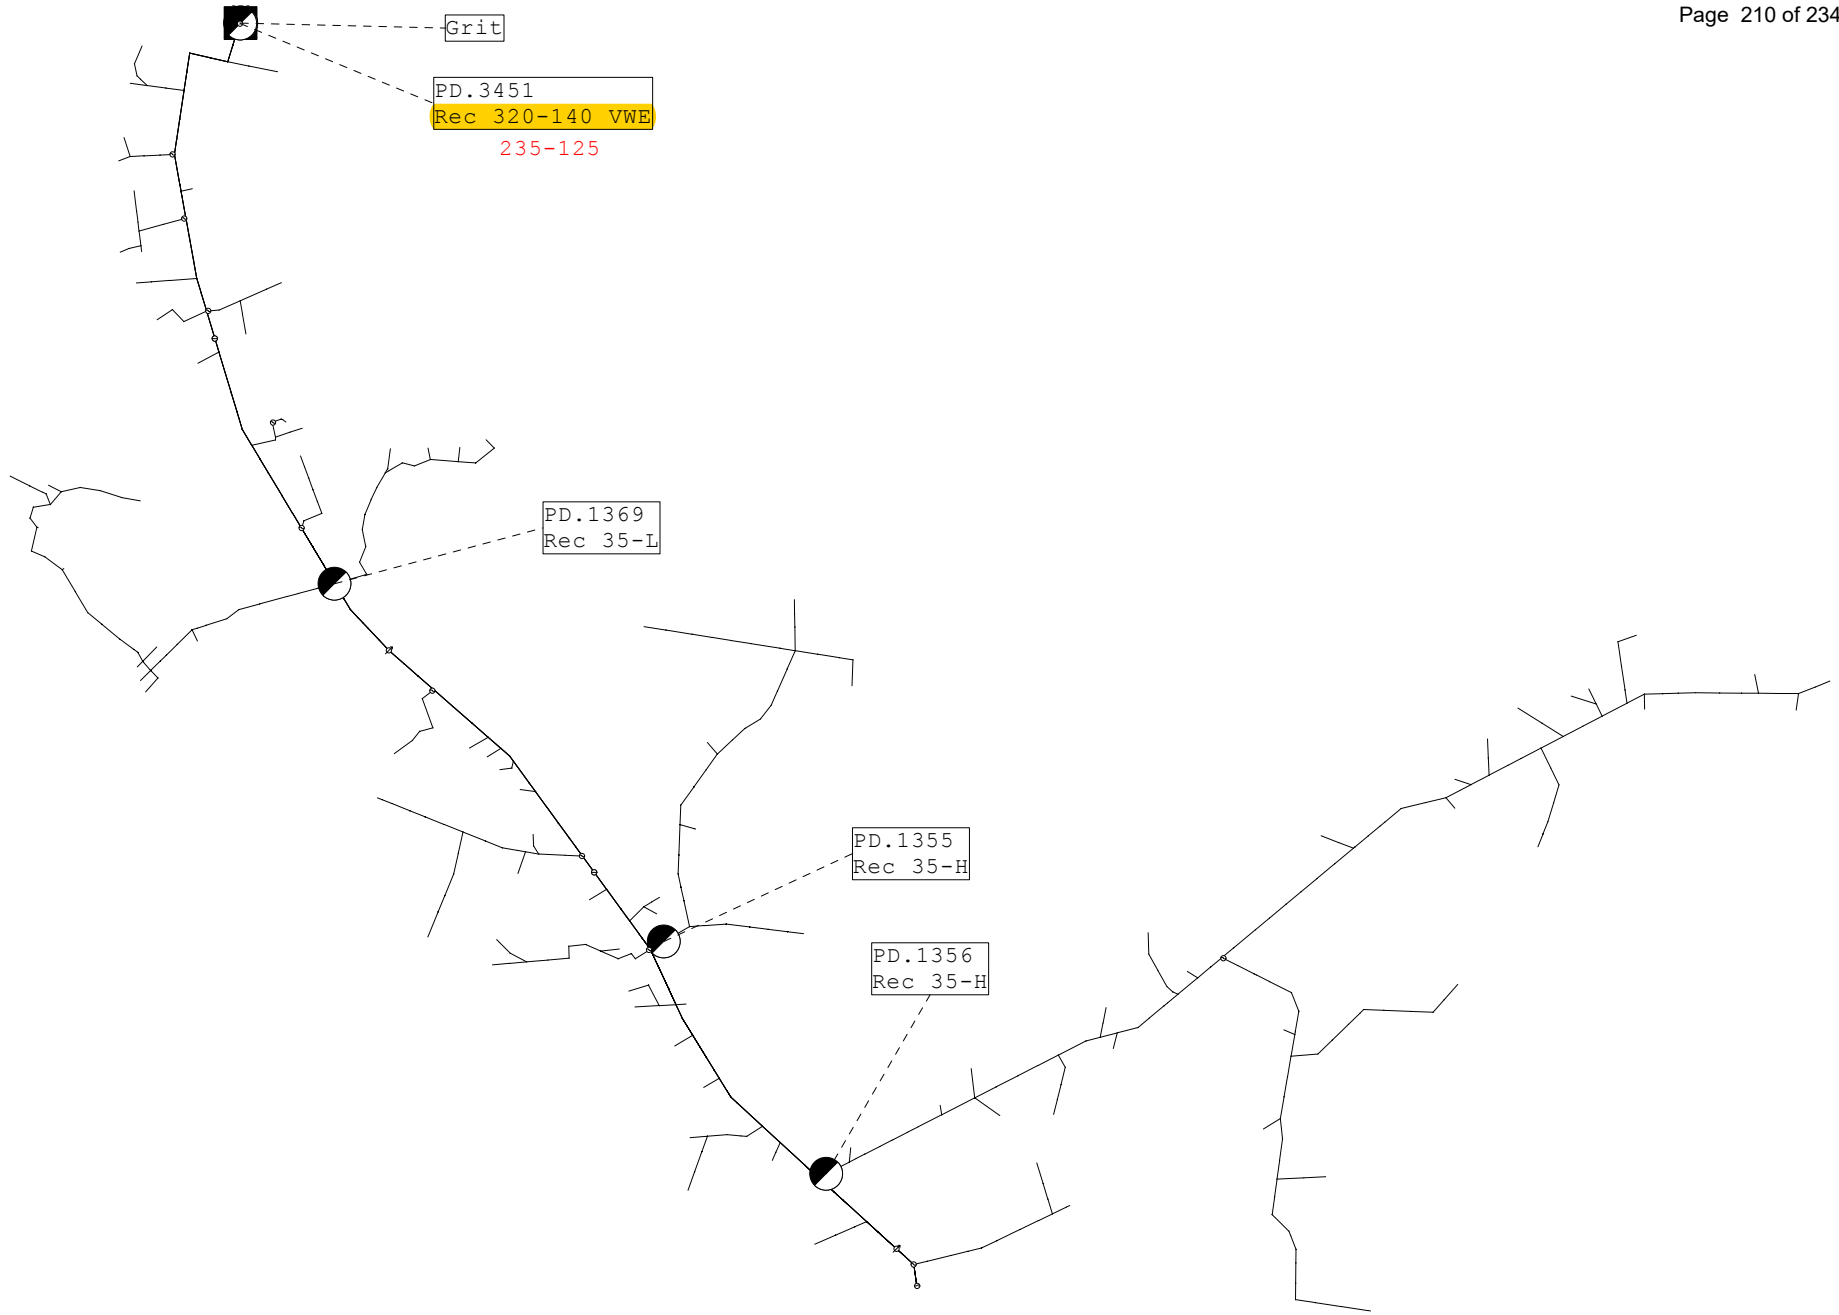 Page 210 of 234
Grit
PD.3451
Rec 320-140 VWE
235-125
PD.1369
Rec 35-L
PD.1355
Rec 35-H
PD.1356
Rec 35-H